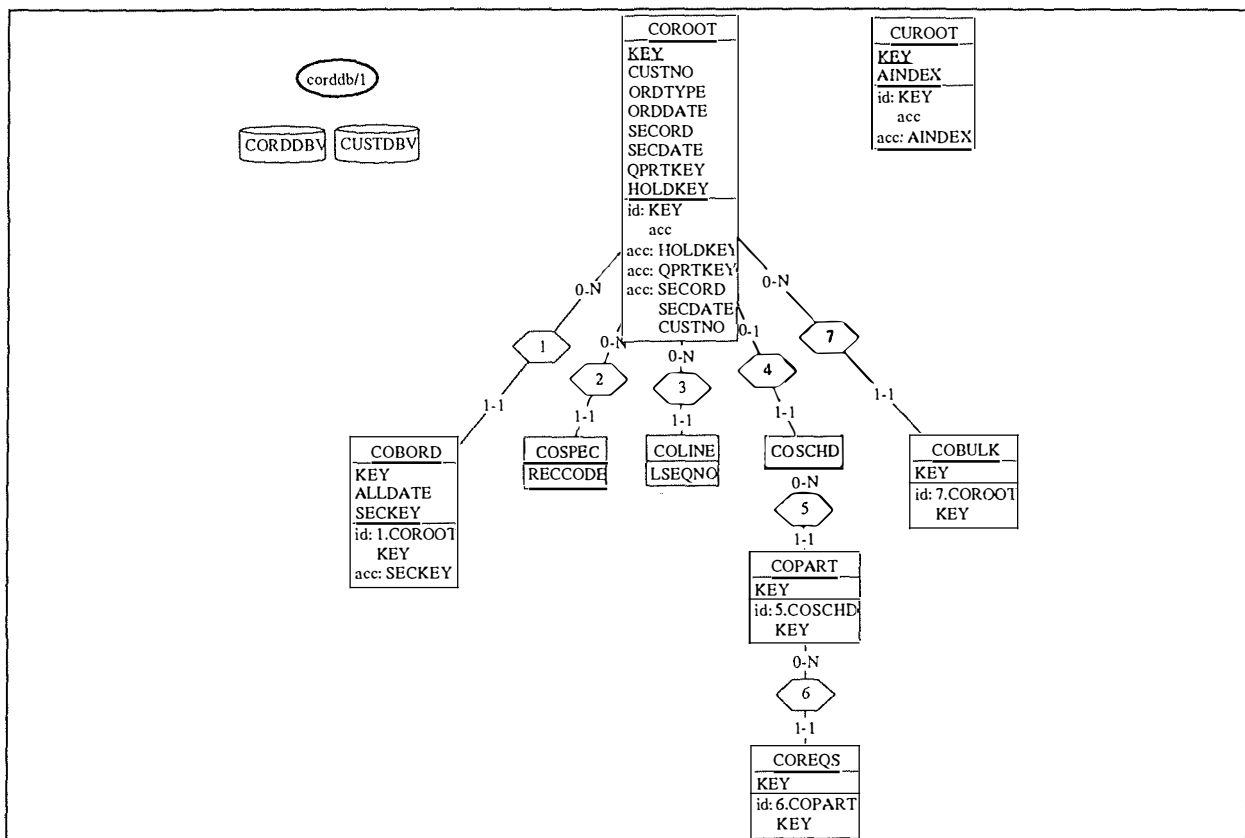 corddb/1
CORDDBV
CUSTDBV
COROOT
KEY
CUSTNO
ORDTYPE
ORDDATE
SECORD
SECDATE
QPRTKEY
HOLDKEY
id: KEY
acc
acc: HOLDKEY
acc: QPRTKEY
acc: SECORD
SECDATE
CUSTNO
CUROOT
KEY
AINDEX
id: KEY
acc
acc: AINDEX
0-N
0-N
0-N
0-1
0-N
1
2
3
4
7
1-1
1-1
1-1
1-1
1-1
COBORD
KEY
ALLDATE
SECKEY
id: 1.COROOT
KEY
acc: SECKEY
COSPEC
RECCODE
COLINE
LSEQNO
COSCHD
COBULK
KEY
id: 7.COROOT
KEY
0-N
5
1-1
COPART
KEY
id: 5.COSCHD
KEY
0-N
6
1-1
COREQS
KEY
id: 6.COPART
KEY